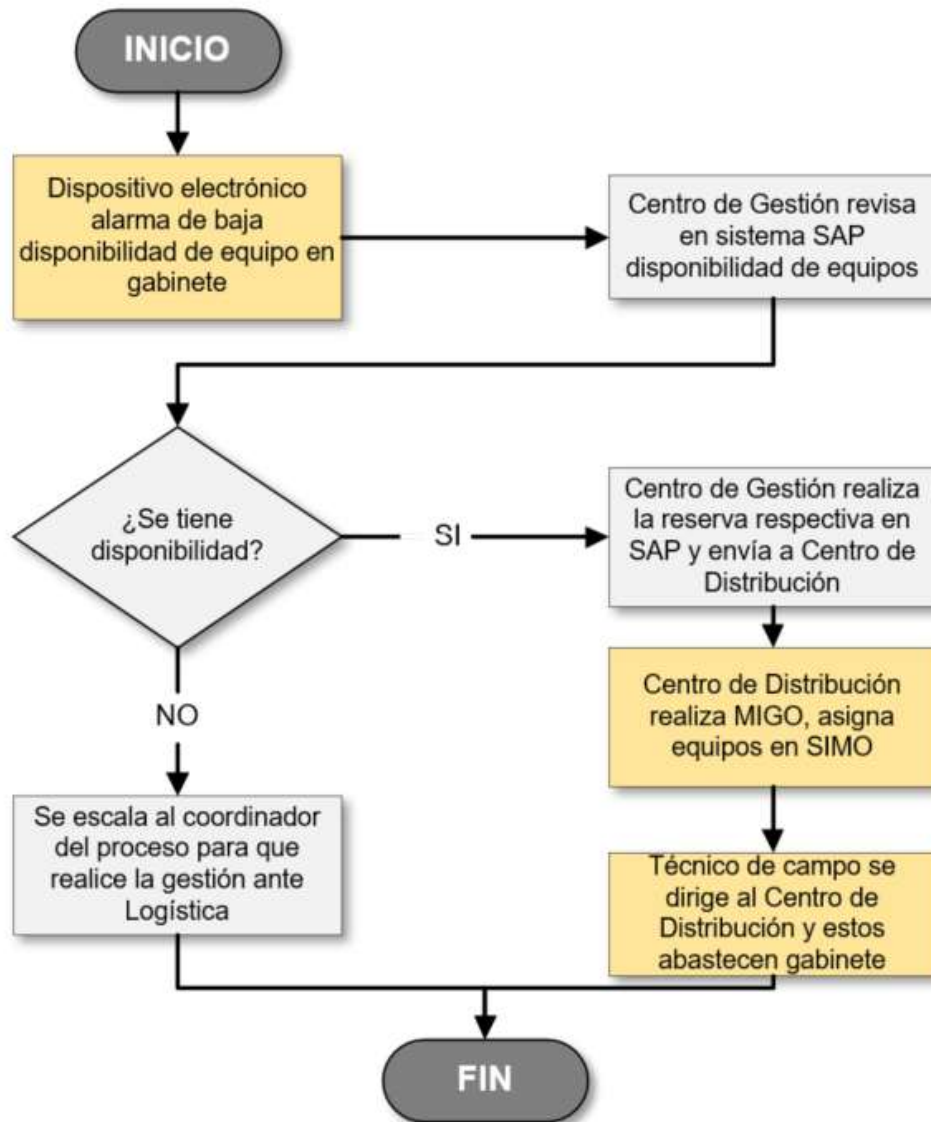 INICIO
Dispositivo electrónico
alarma de baja
disponibilidad de equipo en
gabinete
Centro de Gestión revisa
en sistema SAP
disponibilidad de equipos
¿Se tiene
disponibilidad?
SI
Centro de Gestión realiza
la reserva respectiva en
SAP y envía a Centro de
Distribución
Centro de Distribución
realiza MIGO, asigna
equipos en SIMO
Técnico de campo se
dirige al Centro de
Distribución y estos
abastecen gabinete
NO
Se escala al coordinador
del proceso para que
realice la gestión ante
Logística
FIN